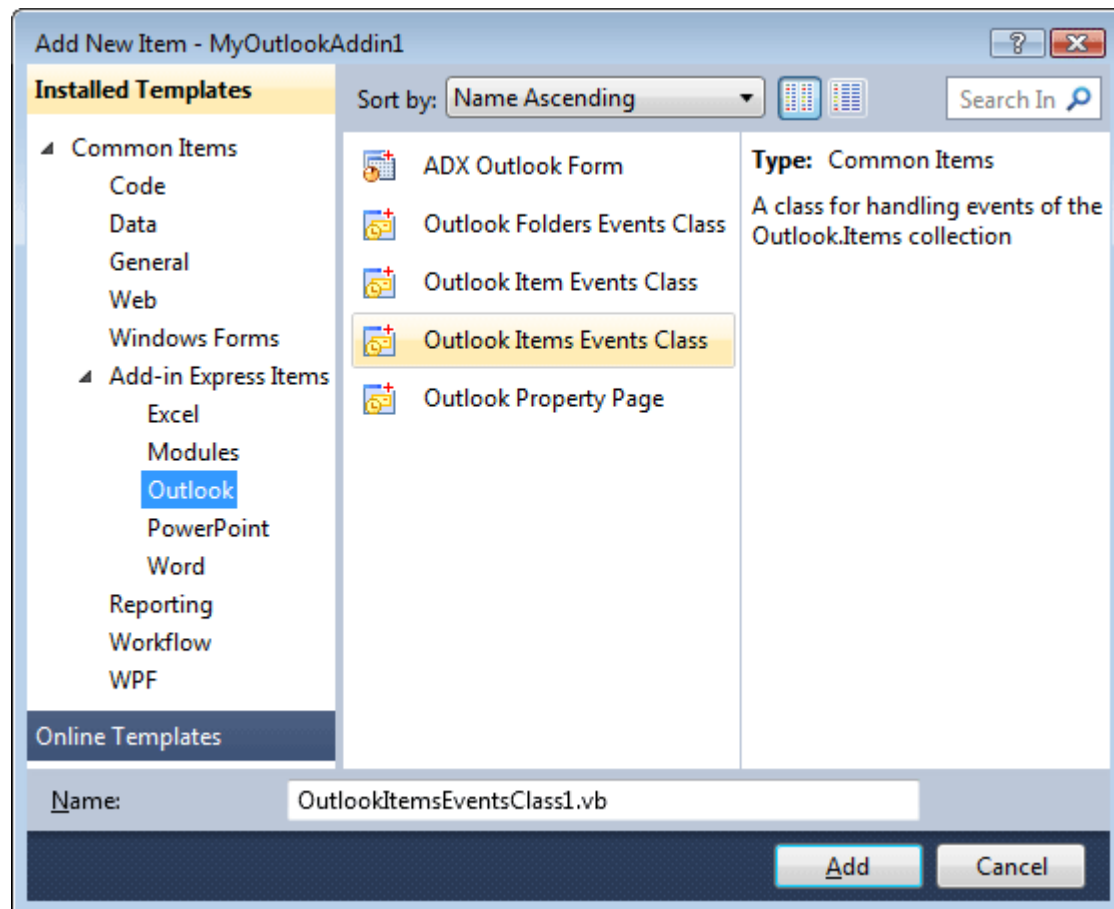 Add New Item - MyOutlookAddin1
Installed Templates
Common Items
Code
Data
General
Web
Windows Forms
Add-in Express Items
Excel
Modules
Outlook
PowerPoint
Word
Reporting
Workflow
WPF
Online Templates
Sort by: Name Ascending
Search In
ADX Outlook Form
Outlook Folders Events Class
Outlook Item Events Class
Outlook Items Events Class
Outlook Property Page
Type: Common Items
A class for handling events of the
Outlook.Items collection
Name: OutlookItemsEventsClass1.vb
Add Cancel